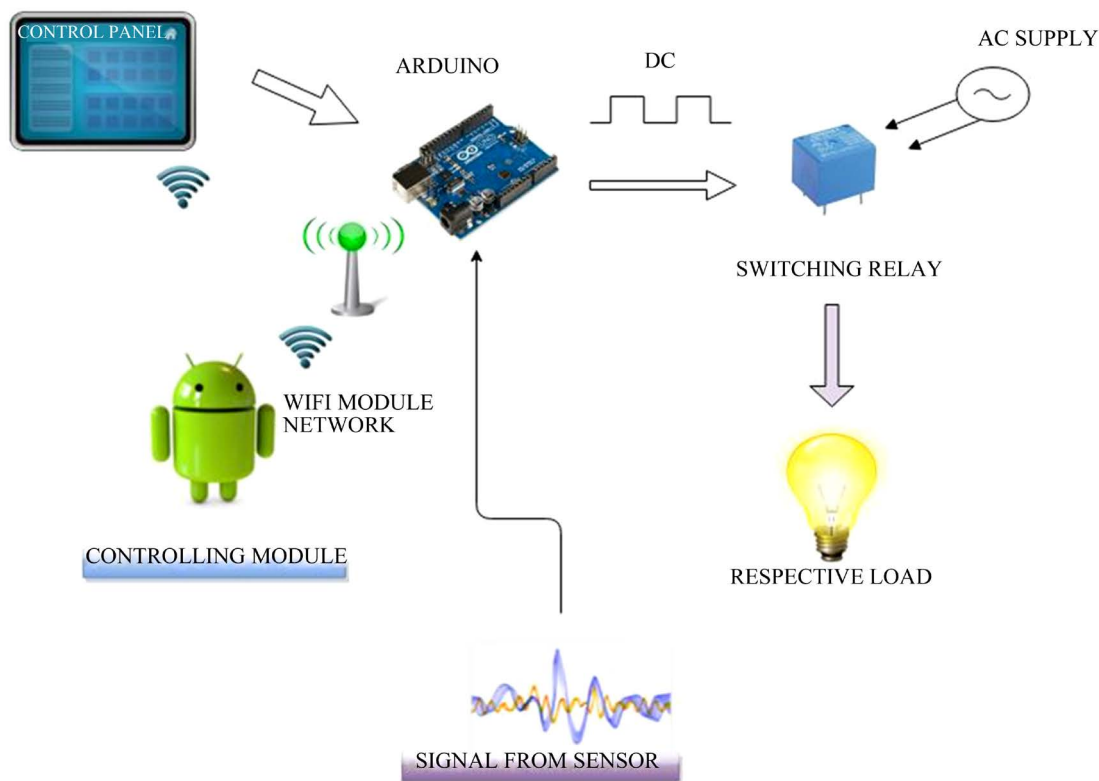 CONTROL PANEL
ARDUINO
DC
AC SUPPLY
SWITCHING RELAY
WIFI MODULE
NETWORK
CONTROLLING MODULE
RESPECTIVE LOAD
SIGNAL FROM SENSOR